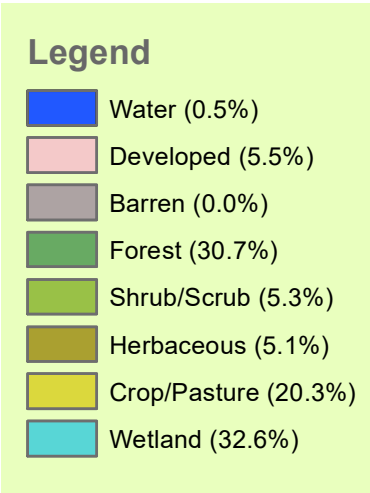 Legend
Water (0.5%)
Developed (5.5%)
Barren (0.0%)
Forest (30.7%)
Shrub/Scrub (5.3%)
Herbaceous (5.1%)
Crop/Pasture (20.3%)
Wetland (32.6%)